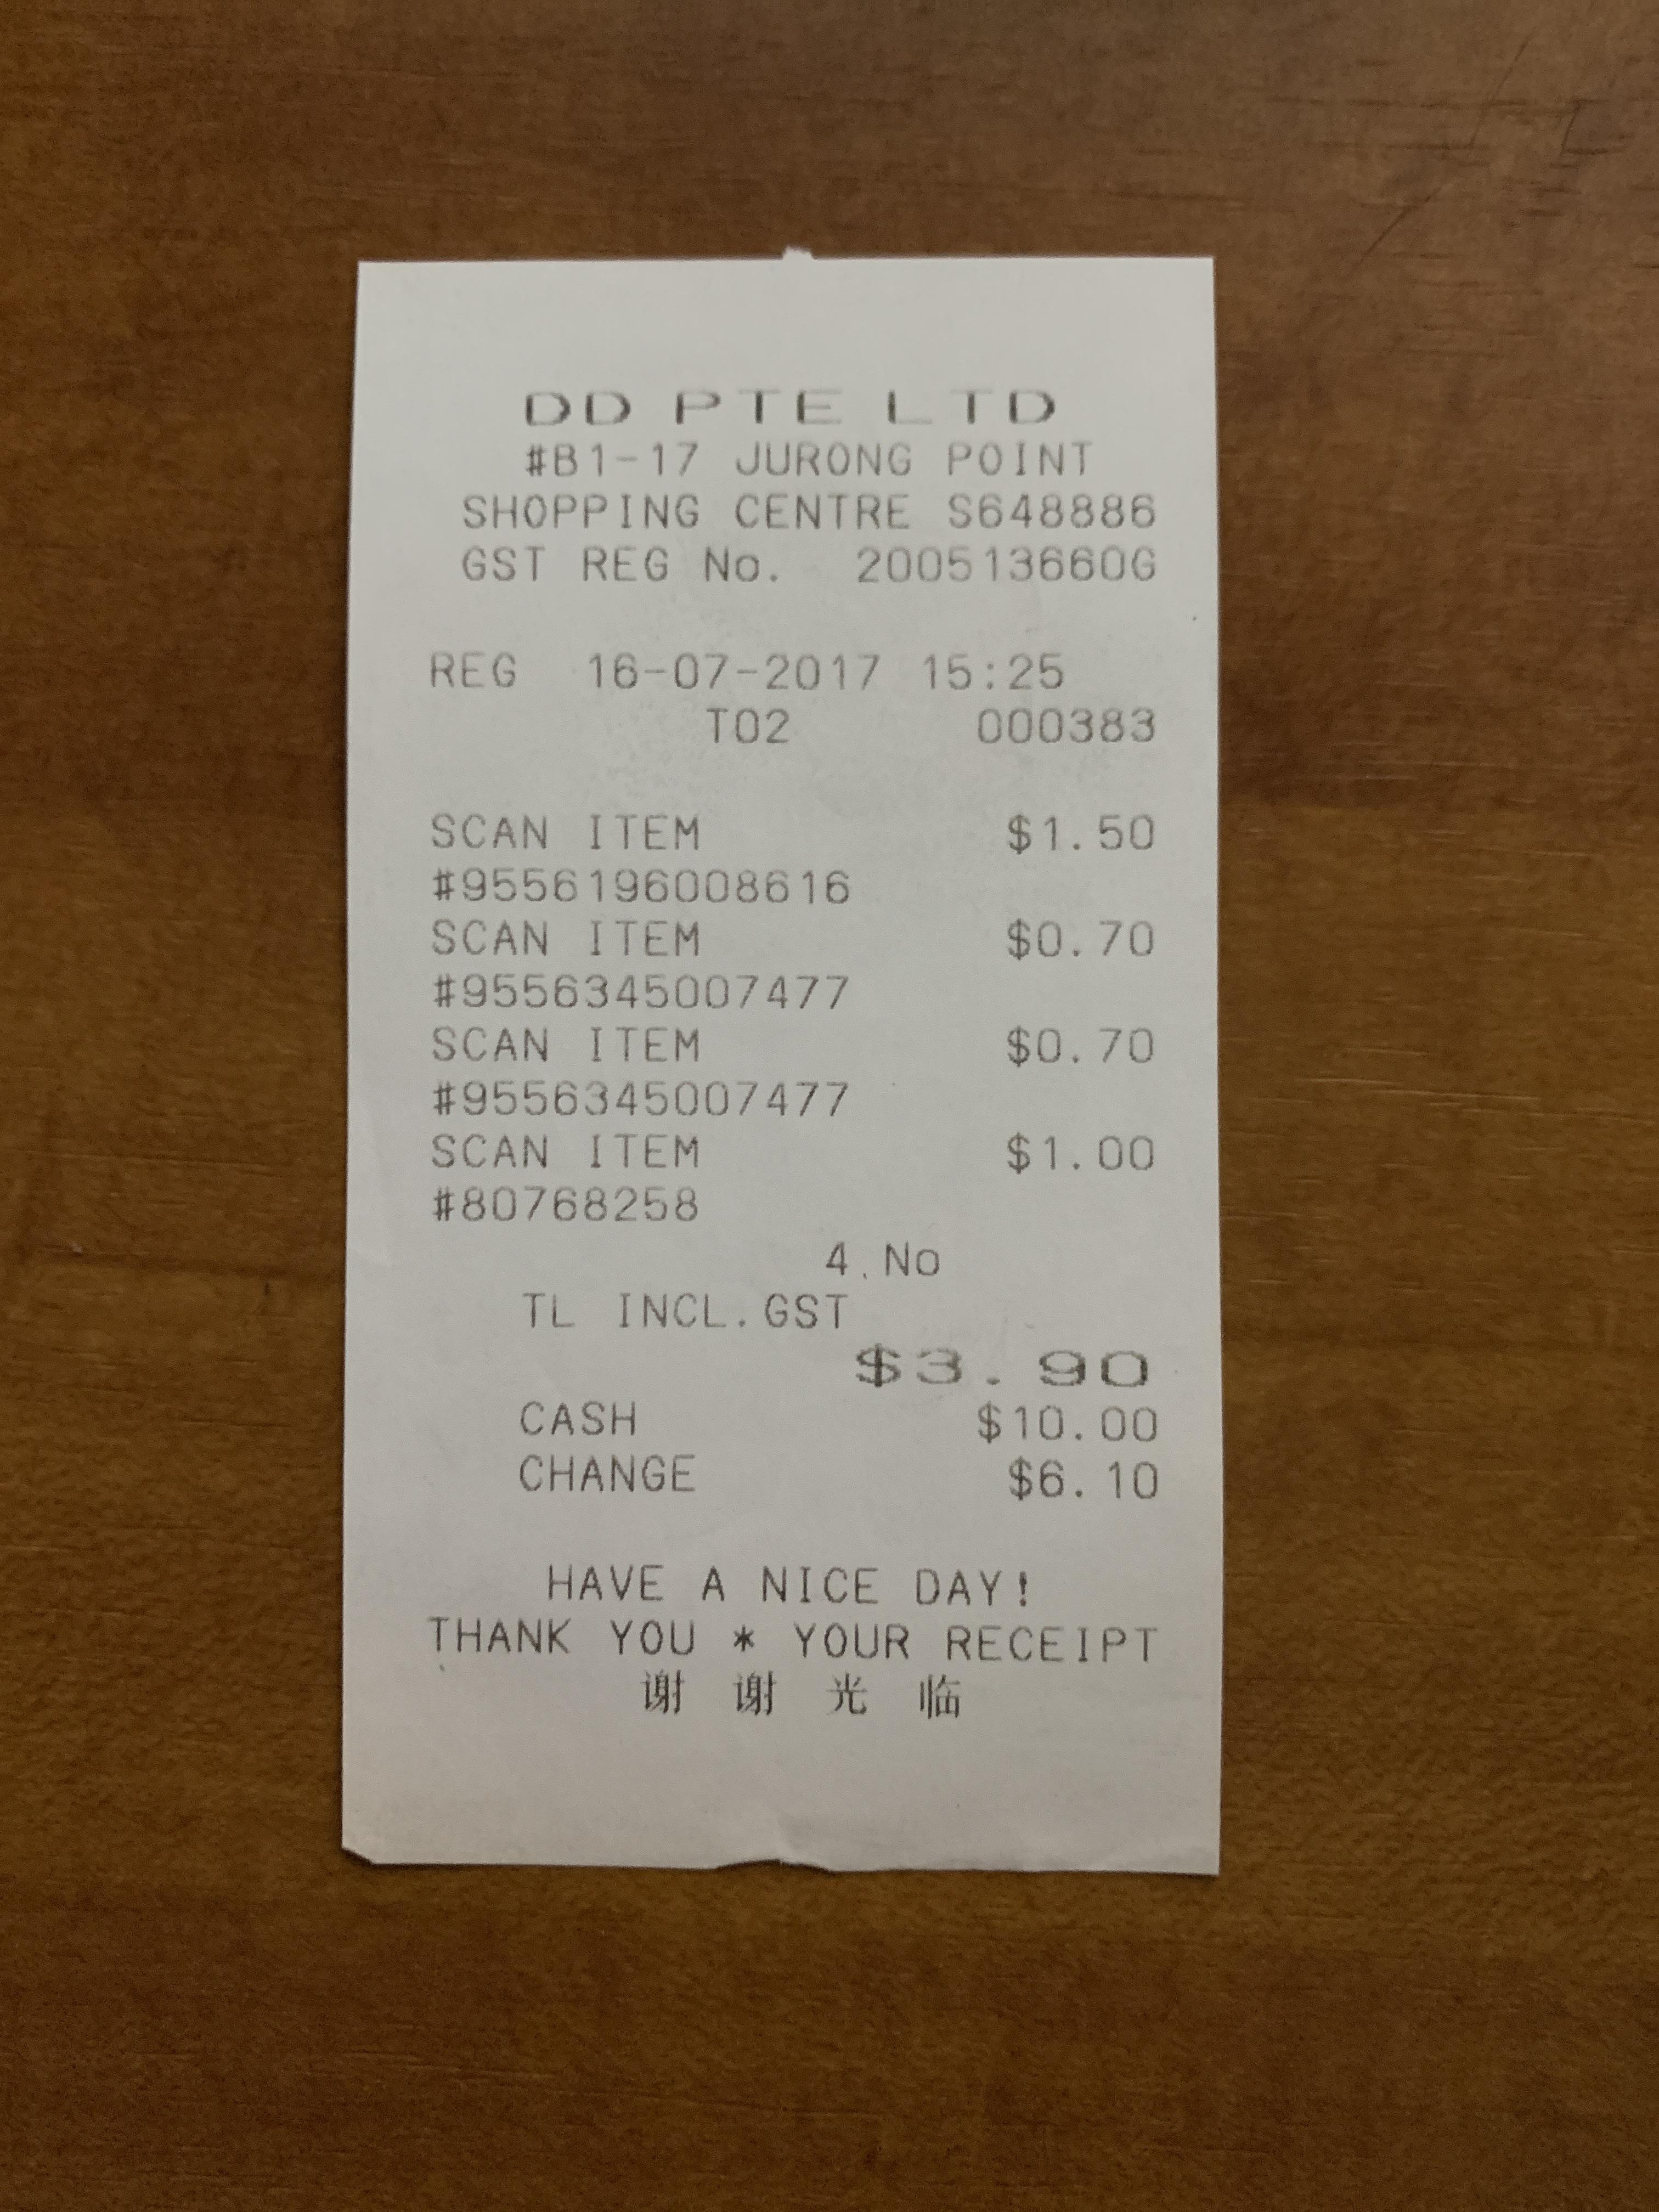 DD PTE LTD
#B1-17 JURONG POINT
SHOPPING CENTRE S648886
GST REG No. 200513660G
REG 16-07-2017 15:25
T02 000383
SCAN ITEM $1.50
#9556196008616
SCAN ITEM $0.70
#9556345007477
SCAN ITEM $0.70
#9556345007477
SCAN ITEM $1.00
#80768258
4.No
TL INCL.GST
$3.90
CASH $10.00
CHANGE $6.10
HAVE A NICE DAY!
THANK YOU * YOUR RECEIPT
谢 谢 光 临